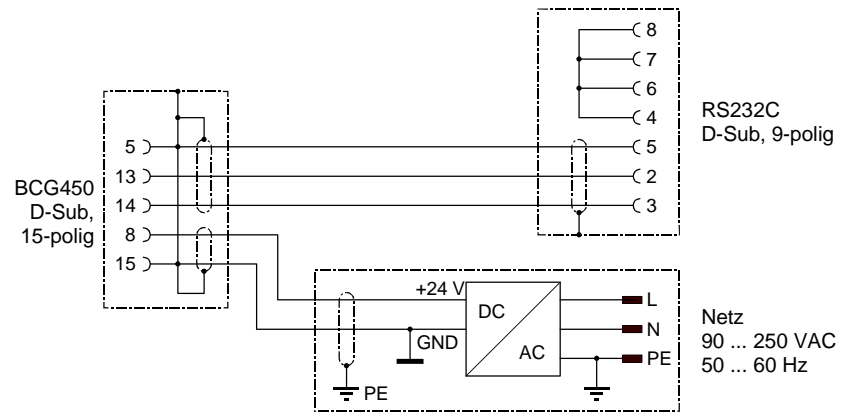 8
7
6
4
5
2
3
RS232C
D-Sub, 9-polig
BCG450
D-Sub,
15-polig
5
13
14
8
15
+24 V
GND
PE
DC
AC
L
N
PE
Netz
90 ... 250 VAC
50 ... 60 Hz